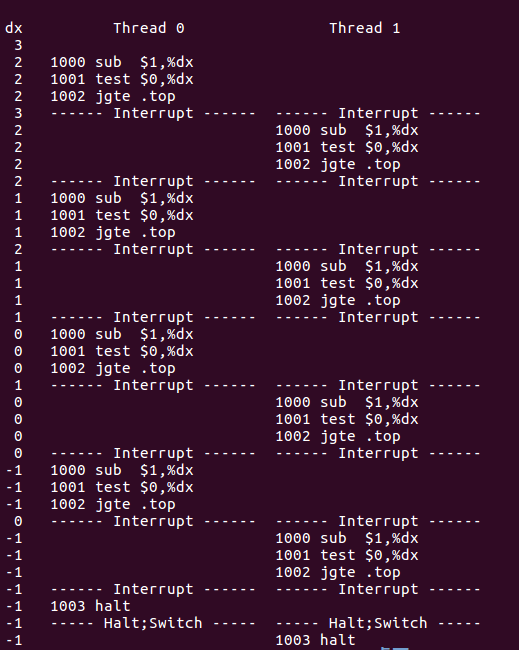 dx          Thread 0                Thread 1
 3
 2   1000 sub  $1,%dx
 2   1001 test $0,%dx
 2   1002 jgte .top
 3   ------ Interrupt ------  ------ Interrupt ------
 2                            1000 sub  $1,%dx
 2                            1001 test $0,%dx
 2                            1002 jgte .top
 2   ------ Interrupt ------  ------ Interrupt ------
 1   1000 sub  $1,%dx
 1   1001 test $0,%dx
 1   1002 jgte .top
 2   ------ Interrupt ------  ------ Interrupt ------
 1                            1000 sub  $1,%dx
 1                            1001 test $0,%dx
 1                            1002 jgte .top
 1   ------ Interrupt ------  ------ Interrupt ------
 0   1000 sub  $1,%dx
 0   1001 test $0,%dx
 0   1002 jgte .top
 1   ------ Interrupt ------  ------ Interrupt ------
 0                            1000 sub  $1,%dx
 0                            1001 test $0,%dx
 0                            1002 jgte .top
 0   ------ Interrupt ------  ------ Interrupt ------
-1   1000 sub  $1,%dx
-1   1001 test $0,%dx
-1   1002 jgte .top
 0   ------ Interrupt ------  ------ Interrupt ------
-1                            1000 sub  $1,%dx
-1                            1001 test $0,%dx
-1                            1002 jgte .top
-1   ------ Interrupt ------  ------ Interrupt ------
-1   1003 halt
-1   ----- Halt;Switch -----  ----- Halt;Switch -----
-1                            1003 halt